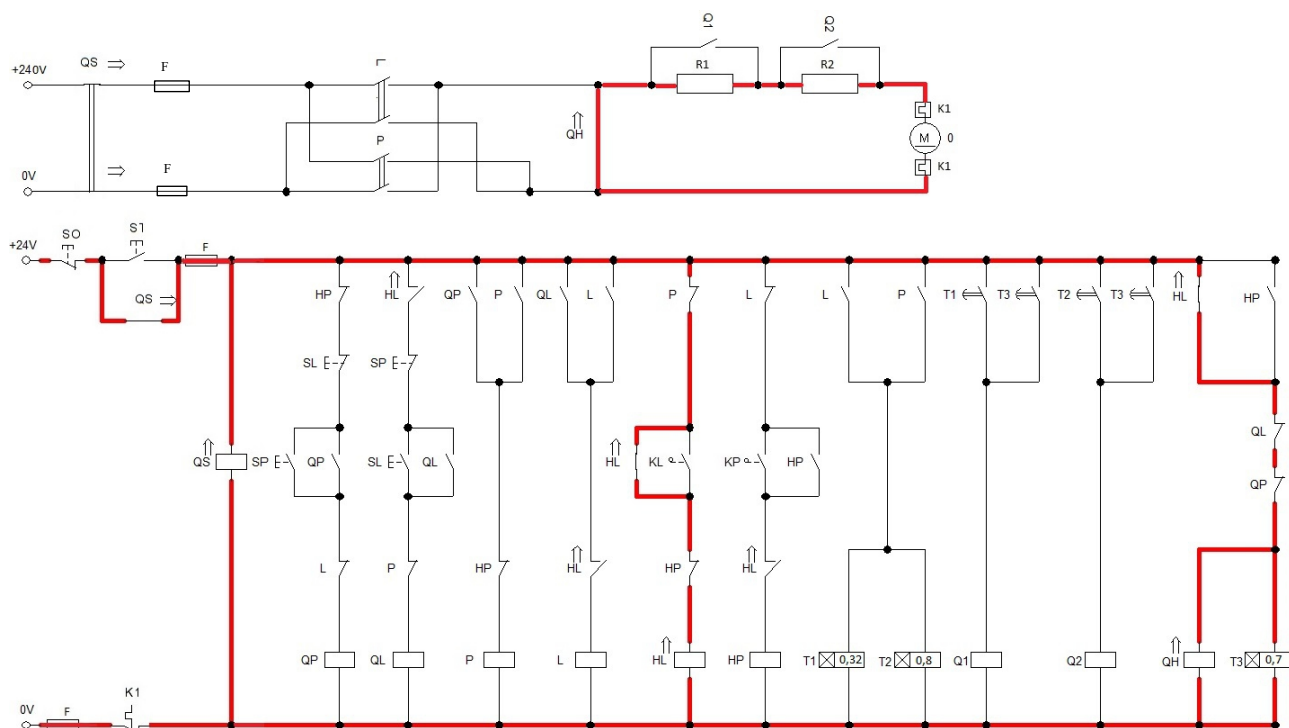 Q1 Q2
QS F L R1 R2
+240V
K1
QH M 0
P
0V F K1
+24V SO S1 F
QS HL HL
HP QP P QL L P L L P T1 T3 T2 T3 HP
SL SP
QL
QS SP QP SL QL HL KL KP HP
QP
L P HP HL HP HL
QP QL P L HL HP T1 0,32 T2 0,8 Q1 Q2 QH T3 0,7
K1
0V F